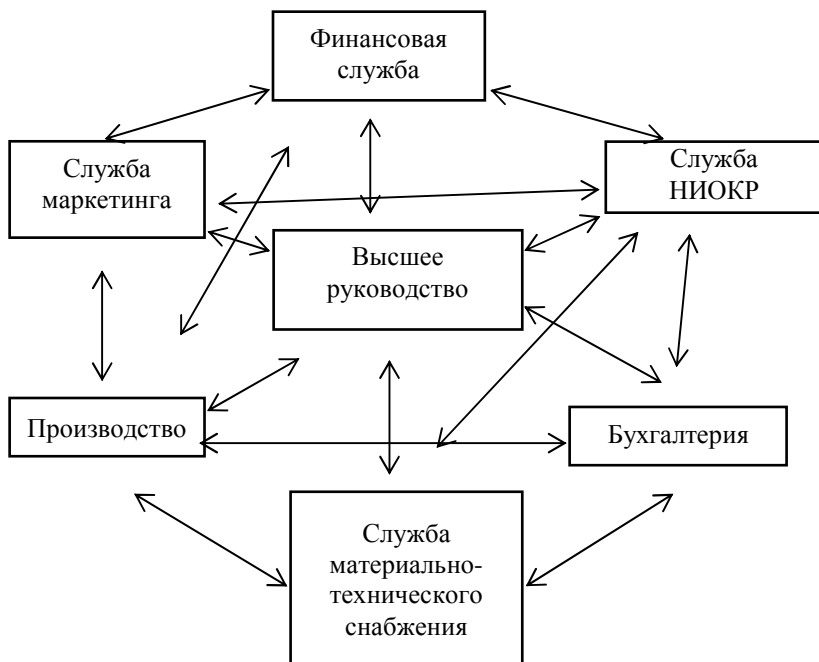 Финансовая
служба
Служба
маркетинга
Служба
НИОКР
Высшее
руководство
Производство
Бухгалтерия
Служба
материально-
технического
снабжения